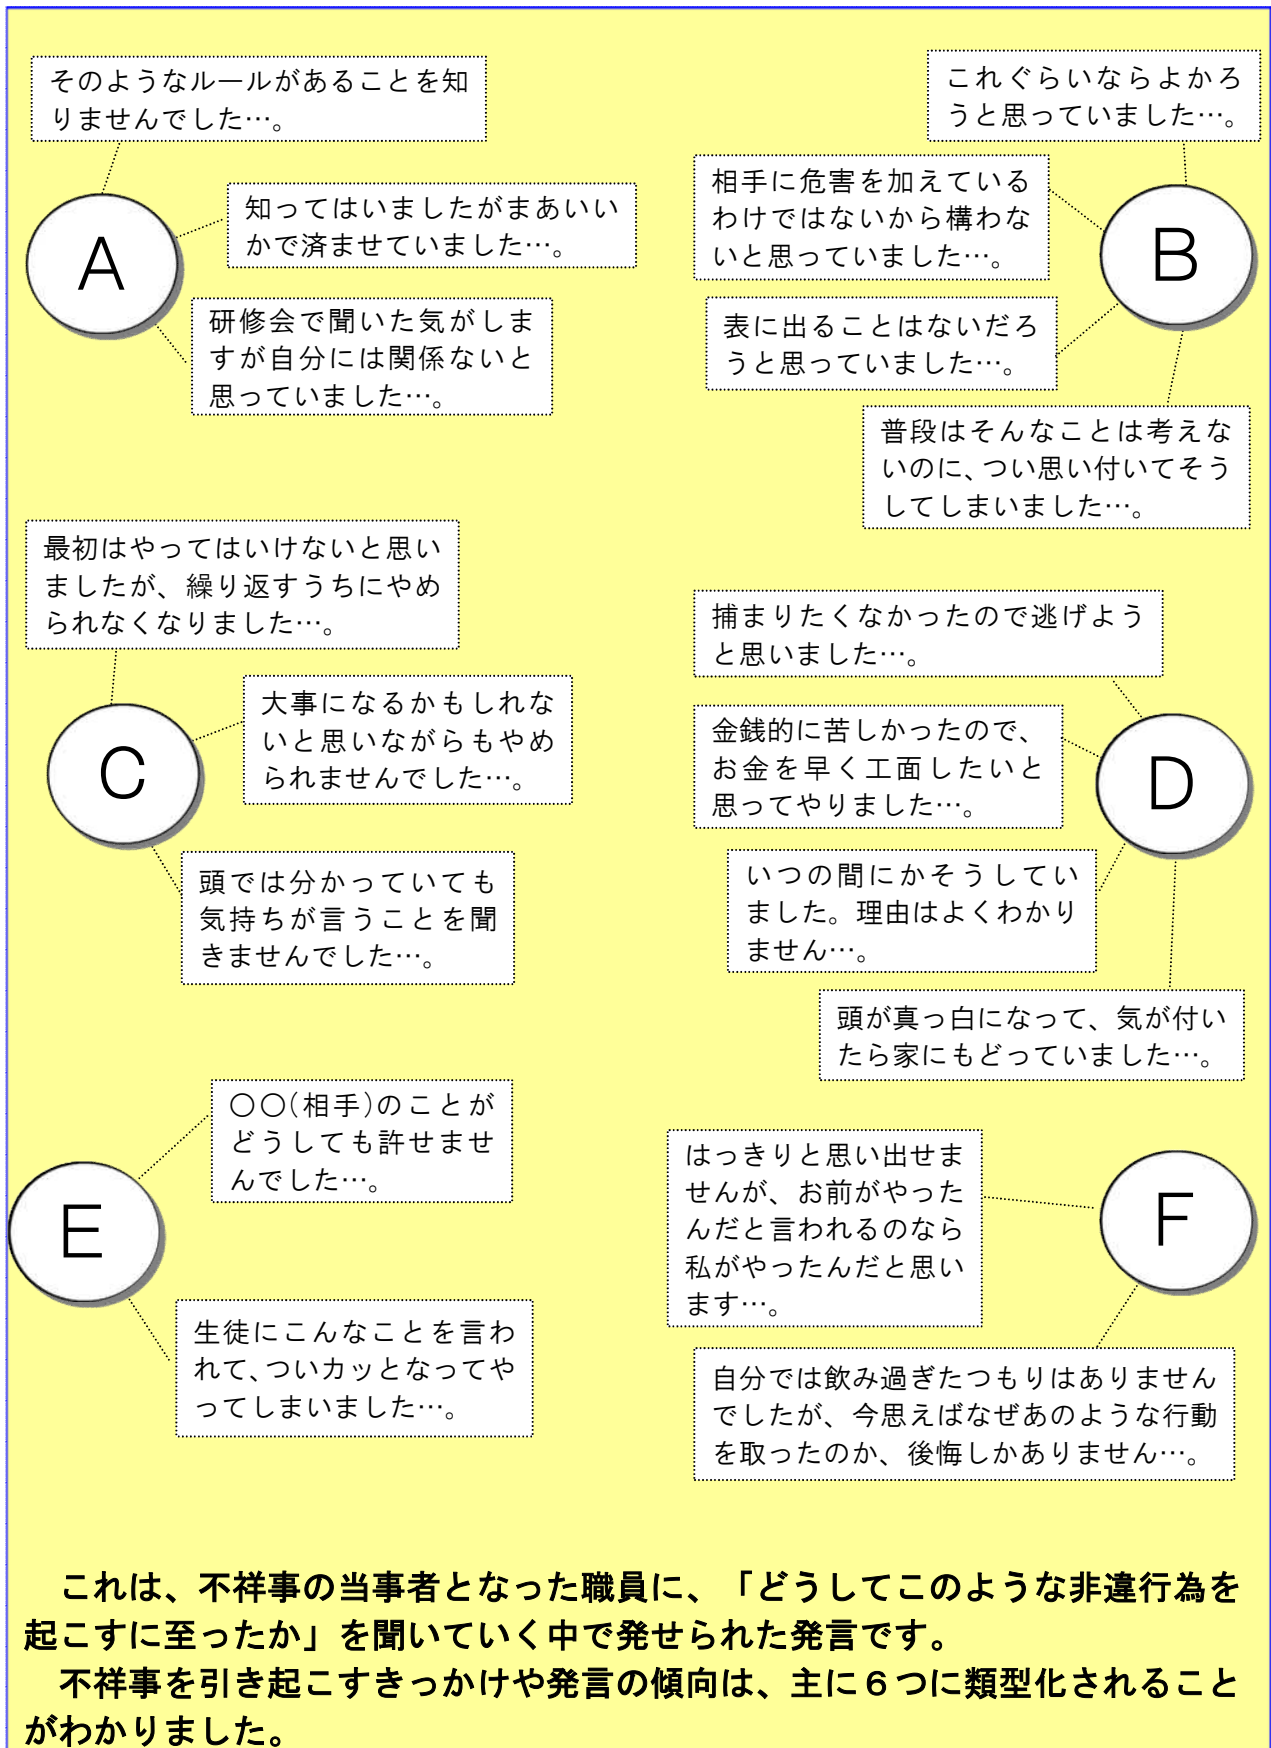 そのようなルールがあることを知
りませんでした…。
A
知ってはいましたがまあいい
かで済ませていました…。
研修会で聞いた気がしま
すが自分には関係ないと
思っていました…。
これぐらいならよかろ
うと思っていました…。
相手に危害を加えている
わけではないから構わな
いと思っていました…。
B
表に出ることはないだろ
うと思っていました…。
普段はそんなことは考えな
いのに、つい思い付いてそう
してしまいました…。
最初はやってはいけないと思い
ましたが、繰り返すうちにやめ
られなくなりました…。
C
大事になるかもしれな
いと思いながらもやめ
られませんでした…。
頭では分かっていても
気持ちが言うことを聞
きませんでした…。
捕まりたくなかったので逃げよう
と思いました…。
金銭的に苦しかったので、
お金を早く工面したいと
思ってやりました…。
D
いつの間にかそうしてい
ました。理由はよくわかり
ません…。
頭が真っ白になって、気が付い
たら家にもどっていました…。
〇〇(相手)のことが
どうしても許せませ
んでした…。
E
生徒にこんなことを言わ
れて、ついカッとなってや
ってしまいました…。
はっきりと思い出せま
せんが、お前がやった
んだと言われるのなら
私がやったんだと思い
ます…。
F
自分では飲み過ぎたつもりはありません
でしたが、今思えばなぜあのような行動
を取ったのか、後悔しかありません…。
これは、不祥事の当事者となった職員に、「どうしてこのような非違行為を
起こすに至ったか」を聞いていく中で発せられた発言です。
不祥事を引き起こすきっかけや発言の傾向は、主に６つに類型化されること
がわかりました。